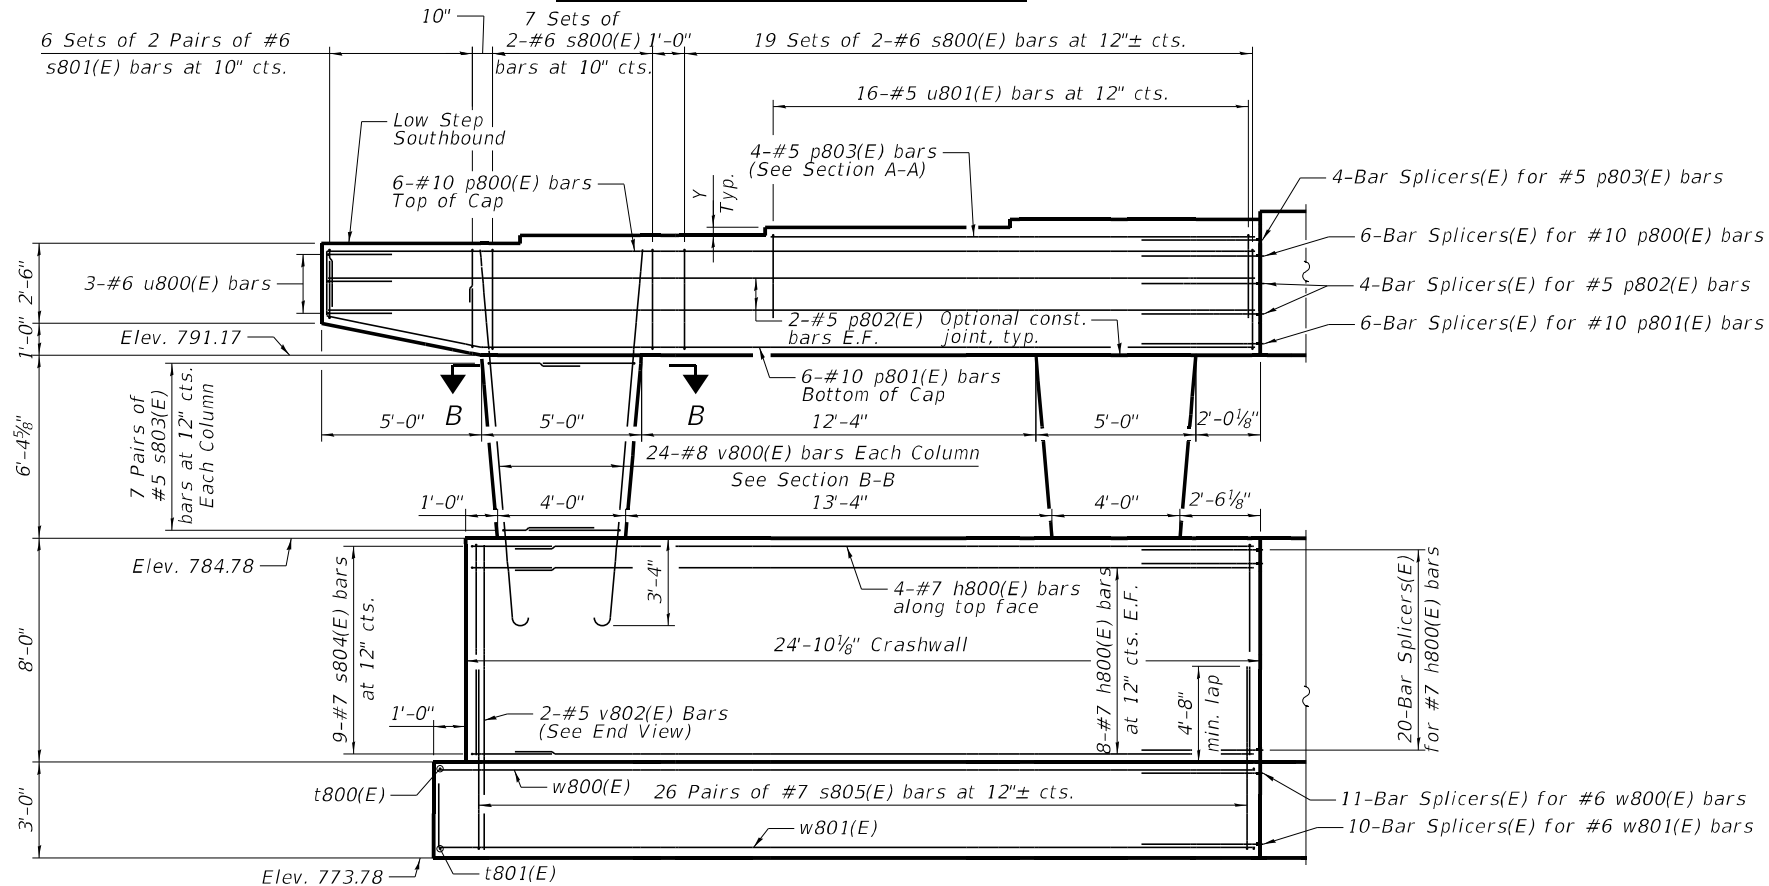 10"
7 Sets of
6 Sets of 2 Pairs of #6
2-#6 s800(E)
1'-0"
19 Sets of 2-#6 s800(E) bars at 12"± cts.
s801(E) bars at 10" cts.
bars at 10" cts.
16-#5 u801(E) bars at 12" cts.
Low Step
Southbound
4-#5 p803(E) bars
(See Section A-A)
6-#10 p800(E) bars
Top of Cap
Y
Typ.
4-Bar Splicers(E) for #5 p803(E) bars
6-Bar Splicers(E) for #10 p800(E) bars
2'-6"
3-#6 u800(E) bars
4-Bar Splicers(E) for #5 p802(E) bars
1'-0"
Elev. 791.17
2-#5 p802(E)
bars E.F.
Optional const.
joint, typ.
6-Bar Splicers(E) for #10 p801(E) bars
6-#10 p801(E) bars
Bottom of Cap
B
B
6'-4⅝"
7 Pairs of
#5 s803(E)
bars at 12" cts.
Each Column
5'-0"
5'-0"
12'-4"
5'-0"
2'-0⅛"
24-#8 v800(E) bars Each Column
See Section B-B
1'-0"
4'-0"
13'-4"
4'-0"
2'-6⅛"
Elev. 784.78
3'-4"
4-#7 h800(E) bars
along top face
8'-0"
9-#7 s804(E) bars
at 12" cts.
24'-10⅛" Crashwall
8-#7 h800(E) bars
at 12" cts. E.F.
20-Bar Splicers(E)
for #7 h800(E) bars
1'-0"
2-#5 v802(E) Bars
(See End View)
4'-8"
min. lap
3'-0"
t800(E)
w800(E)
26 Pairs of #7 s805(E) bars at 12"± cts.
11-Bar Splicers(E) for #6 w800(E) bars
w801(E)
10-Bar Splicers(E) for #6 w801(E) bars
Elev. 773.78
t801(E)